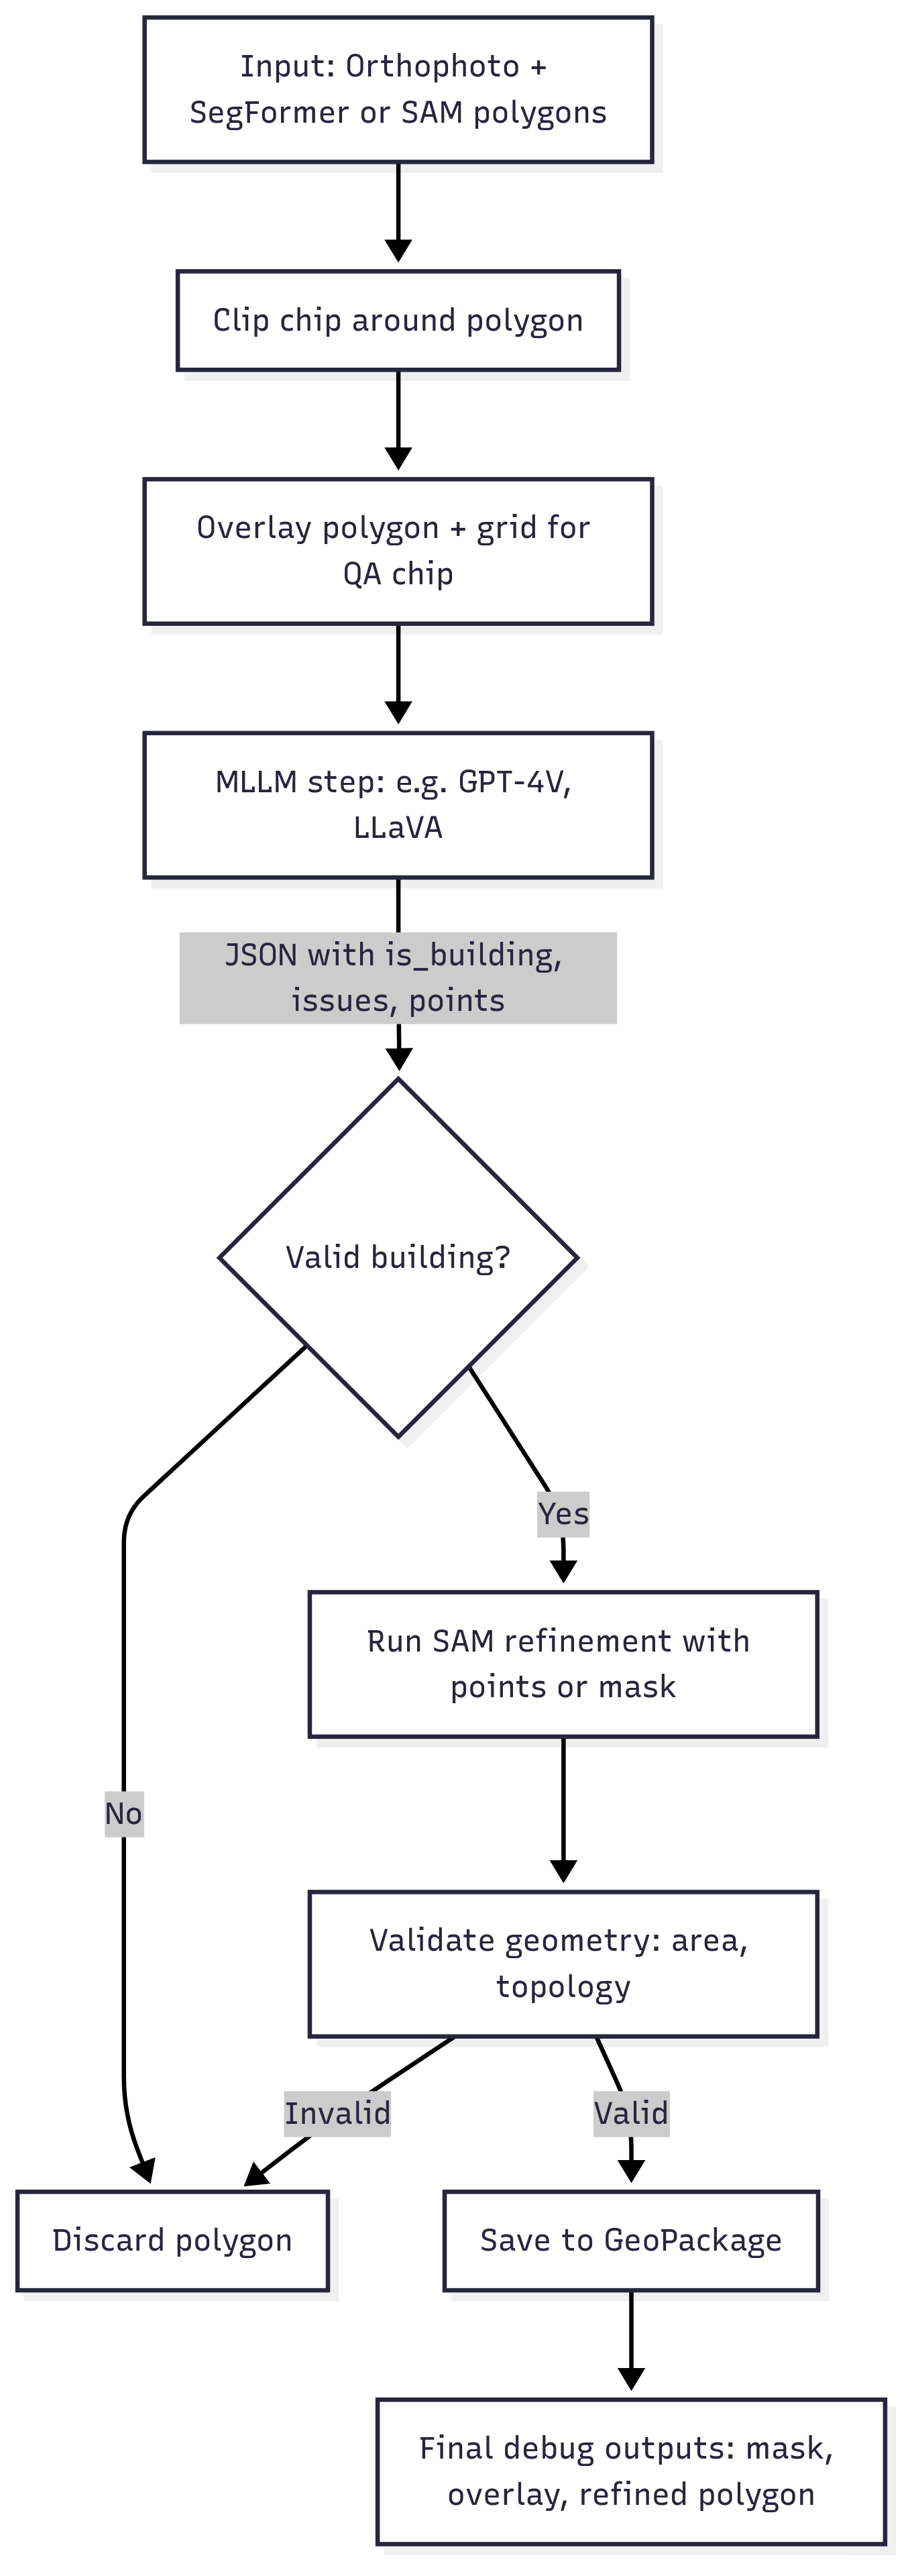 Input: Orthophoto +
SegFormer or SAM polygons
Clip chip around polygon
Overlay polygon + grid for
QA chip
MLLM step: e.g. GPT-4V,
LLaVA
JSON with is_building,
issues, points
Valid building?
Yes
Run SAM refinement with
points or mask
No
Validate geometry: area,
topology
Invalid
Valid
Discard polygon
Save to GeoPackage
Final debug outputs: mask,
overlay, refined polygon